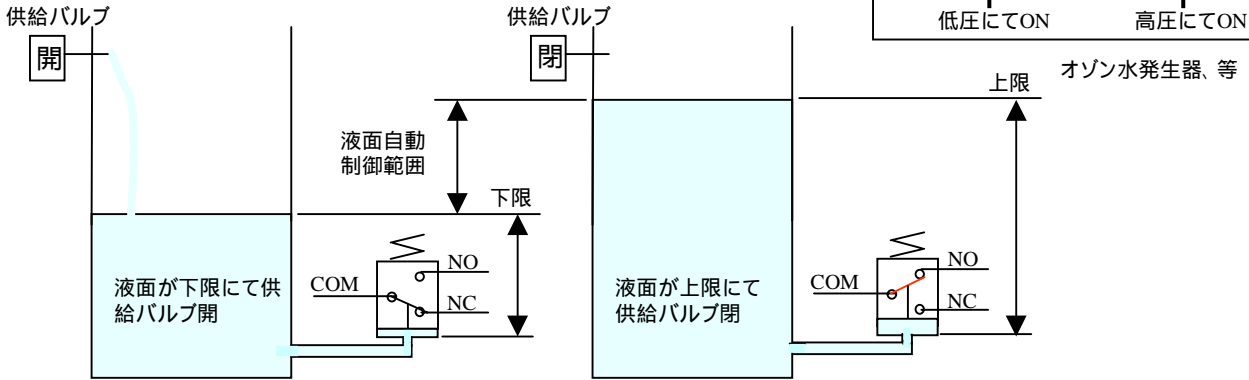 供給バルブ
開
液面自動
制御範囲
下限
液面が下限にて供
給バルブ開
COM
NO
NC
供給バルブ
閉
上限
液面が上限にて
供給バルブ閉
COM
NO
NC
低圧にてON
高圧にてON
オゾン水発生器、等